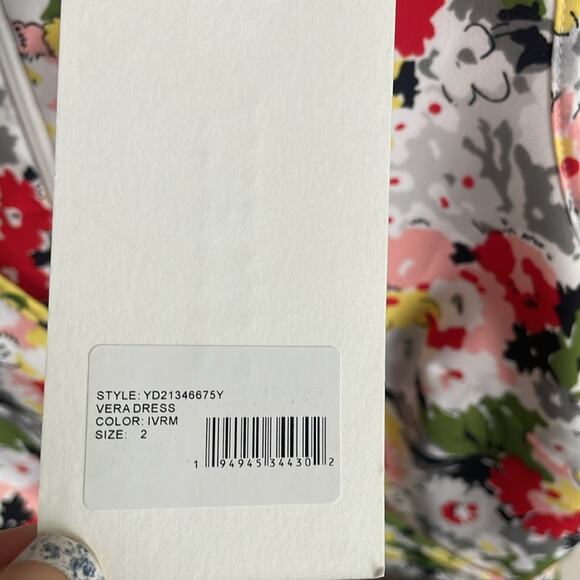 STYLE: YD21346675Y
VERA DRESS
COLOR: IVRM
SIZE: 2
1 94945 34430 2